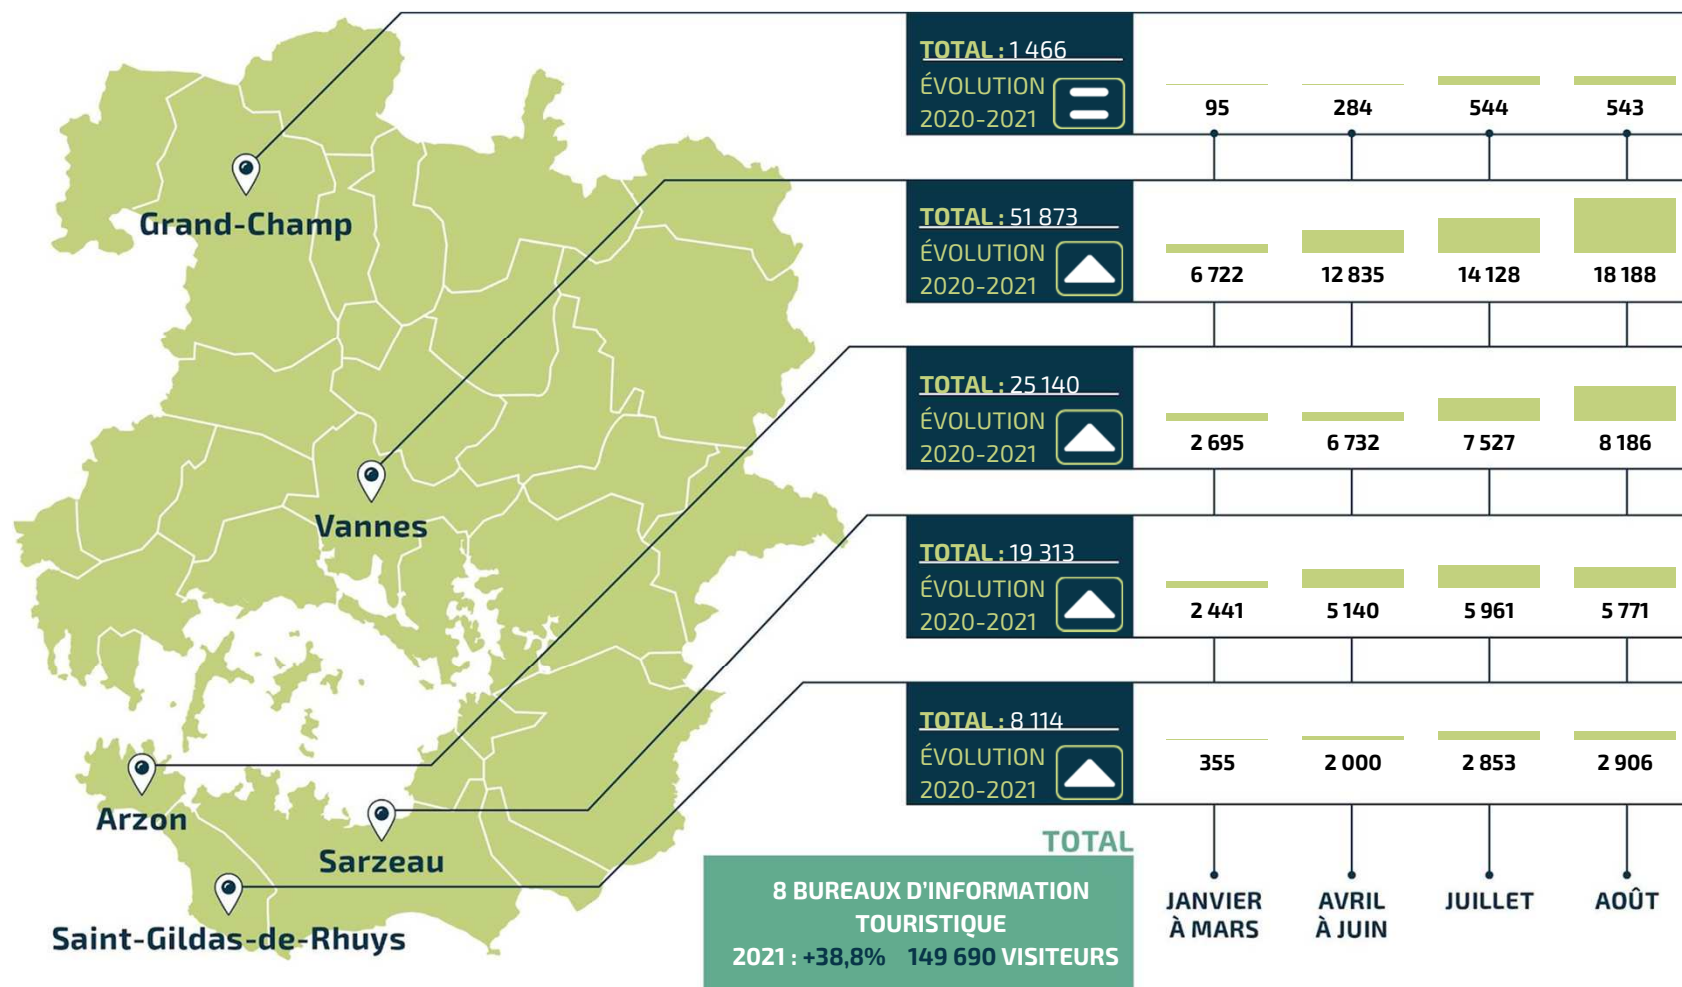 Grand-Champ
Vannes
Arzon
Sarzeau
Saint-Gildas-de-Rhuys
TOTAL : 1 466
ÉVOLUTION
2020-2021
95 284 544 543
TOTAL : 51 873
ÉVOLUTION
2020-2021
6 722 12 835 14 128 18 188
TOTAL : 25 140
ÉVOLUTION
2020-2021
2 695 6 732 7 527 8 186
TOTAL : 19 313
ÉVOLUTION
2020-2021
2 441 5 140 5 961 5 771
TOTAL : 8 114
ÉVOLUTION
2020-2021
355 2 000 2 853 2 906
JANVIER
À MARS
AVRIL
À JUIN
JUILLET
AOÛT
TOTAL
8 BUREAUX D'INFORMATION
TOURISTIQUE
2021 : +38,8% 149 690 VISITEURS